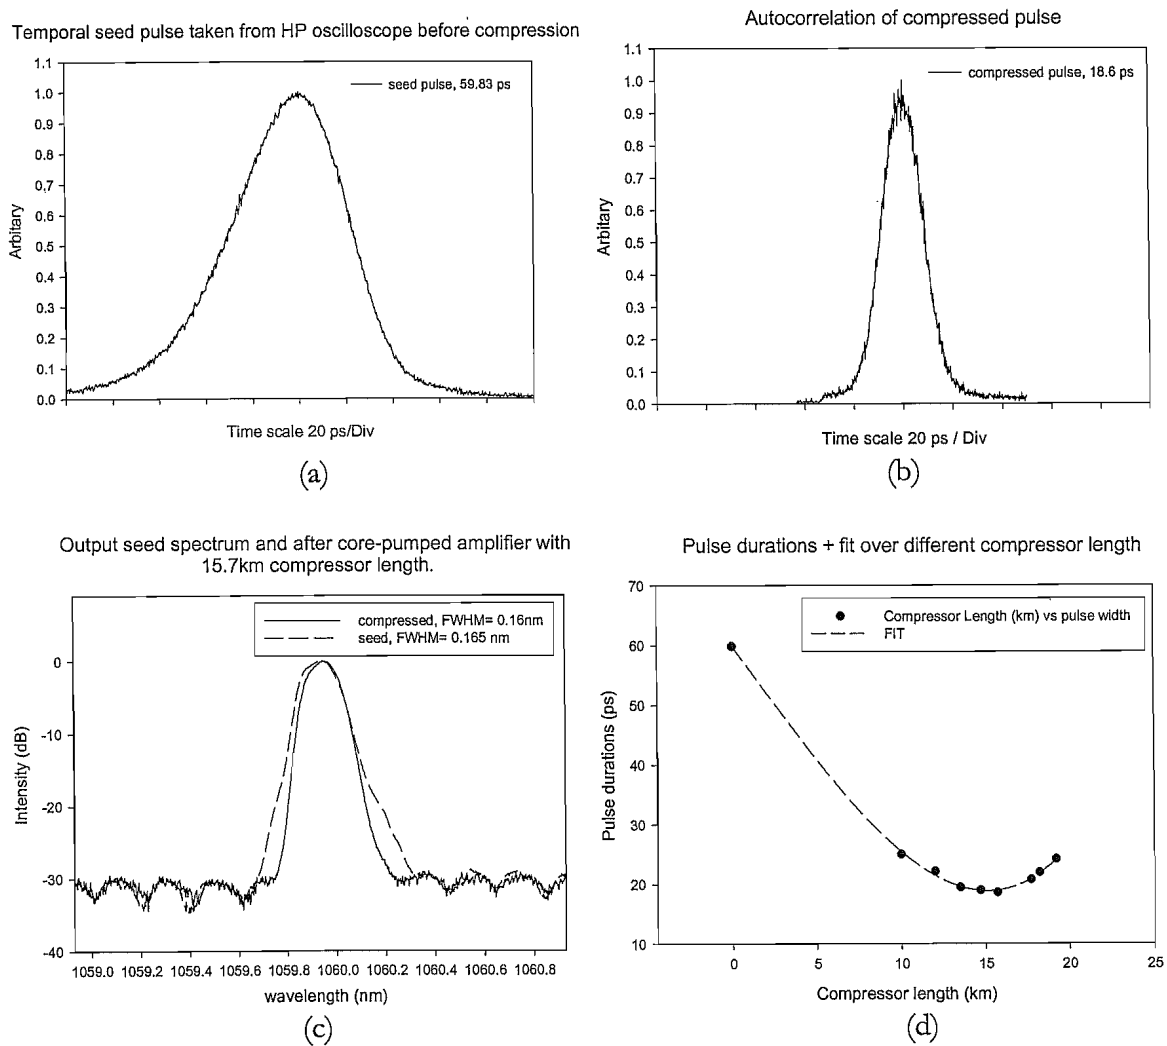 Temporal seed pulse taken from HP oscilloscope before compression
1.1
1.0
0.9
0.8
0.7
0.6
0.5
0.4
0.3
0.2
0.1
0.0
Arbitary
seed pulse, 59.83 ps
Time scale 20 ps/Div
(a)
Autocorrelation of compressed pulse
1.1
1.0
0.9
0.8
0.7
0.6
0.5
0.4
0.3
0.2
0.1
0.0
Arbitary
compressed pulse, 18.6 ps
Time scale 20 ps / Div
(b)
Output seed spectrum and after core-pumped amplifier with
15.7km compressor length.
compressed, FWHM= 0.16nm
seed, FWHM= 0.165 nm
0
-10
-20
-30
-40
Intensity (dB)
1059.0 1059.2 1059.4 1059.6 1059.8 1060.0 1060.2 1060.4 1060.6 1060.8
wavelength (nm)
(c)
Pulse durations + fit over different compressor length
70
60
50
40
30
20
10
Pulse durations (ps)
Compressor Length (km) vs pulse width
FIT
0 5 10 15 20 25
Compressor length (km)
(d)